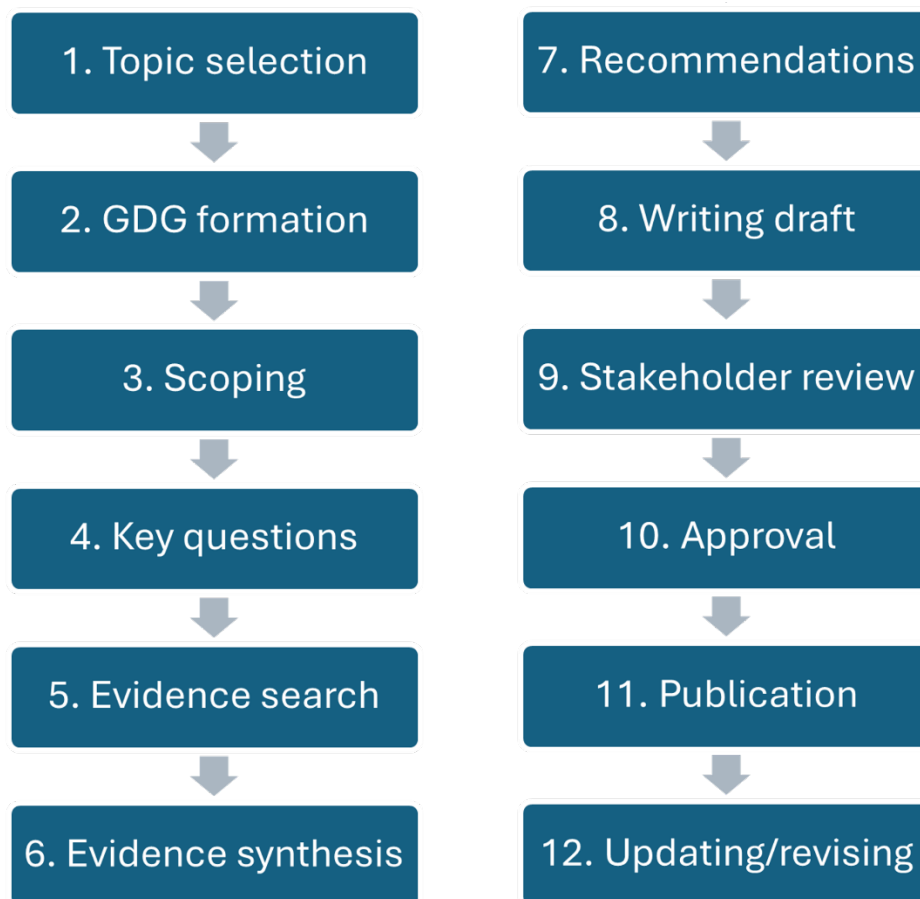 1. Topic selection
2. GDG formation
3. Scoping
4. Key questions
5. Evidence search
6. Evidence synthesis
7. Recommendations
8. Writing draft
9. Stakeholder review
10. Approval
11. Publication
12. Updating/revising